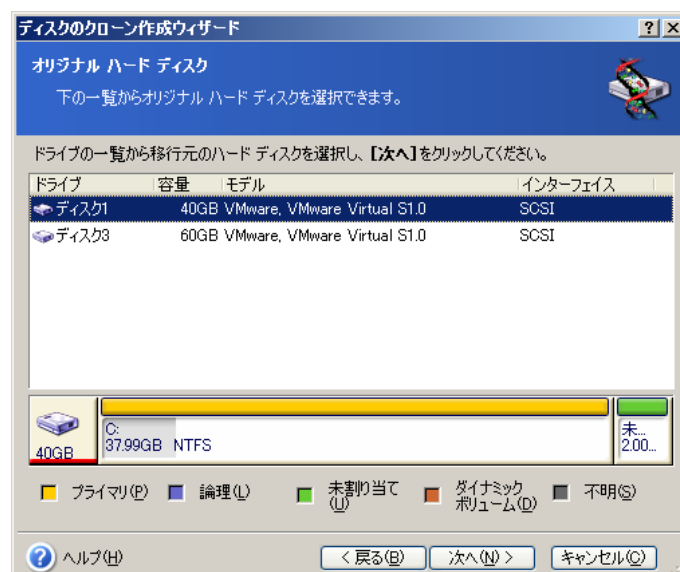 ディスクのクローン作成ウィザード
オリジナル ハード ディスク
下の一覧からオリジナル ハード ディスクを選択できます。
ドライブの一覧から移行元のハード ディスクを選択し、【次へ】をクリックしてください。
ドライブ 容量 モデル インターフェイス
ディスク1 40GB VMware, VMware Virtual S1.0 SCSI
ディスク3 60GB VMware, VMware Virtual S1.0 SCSI
40GB
C:
37.99GB NTFS
未...
2.00...
プライマリ(P) 論理(L) 未割り当て(U) ダイナミック ボリューム(D) 不明(S)
ヘルプ(H) < 戻る(B) 次へ(N) > キャンセル(C)